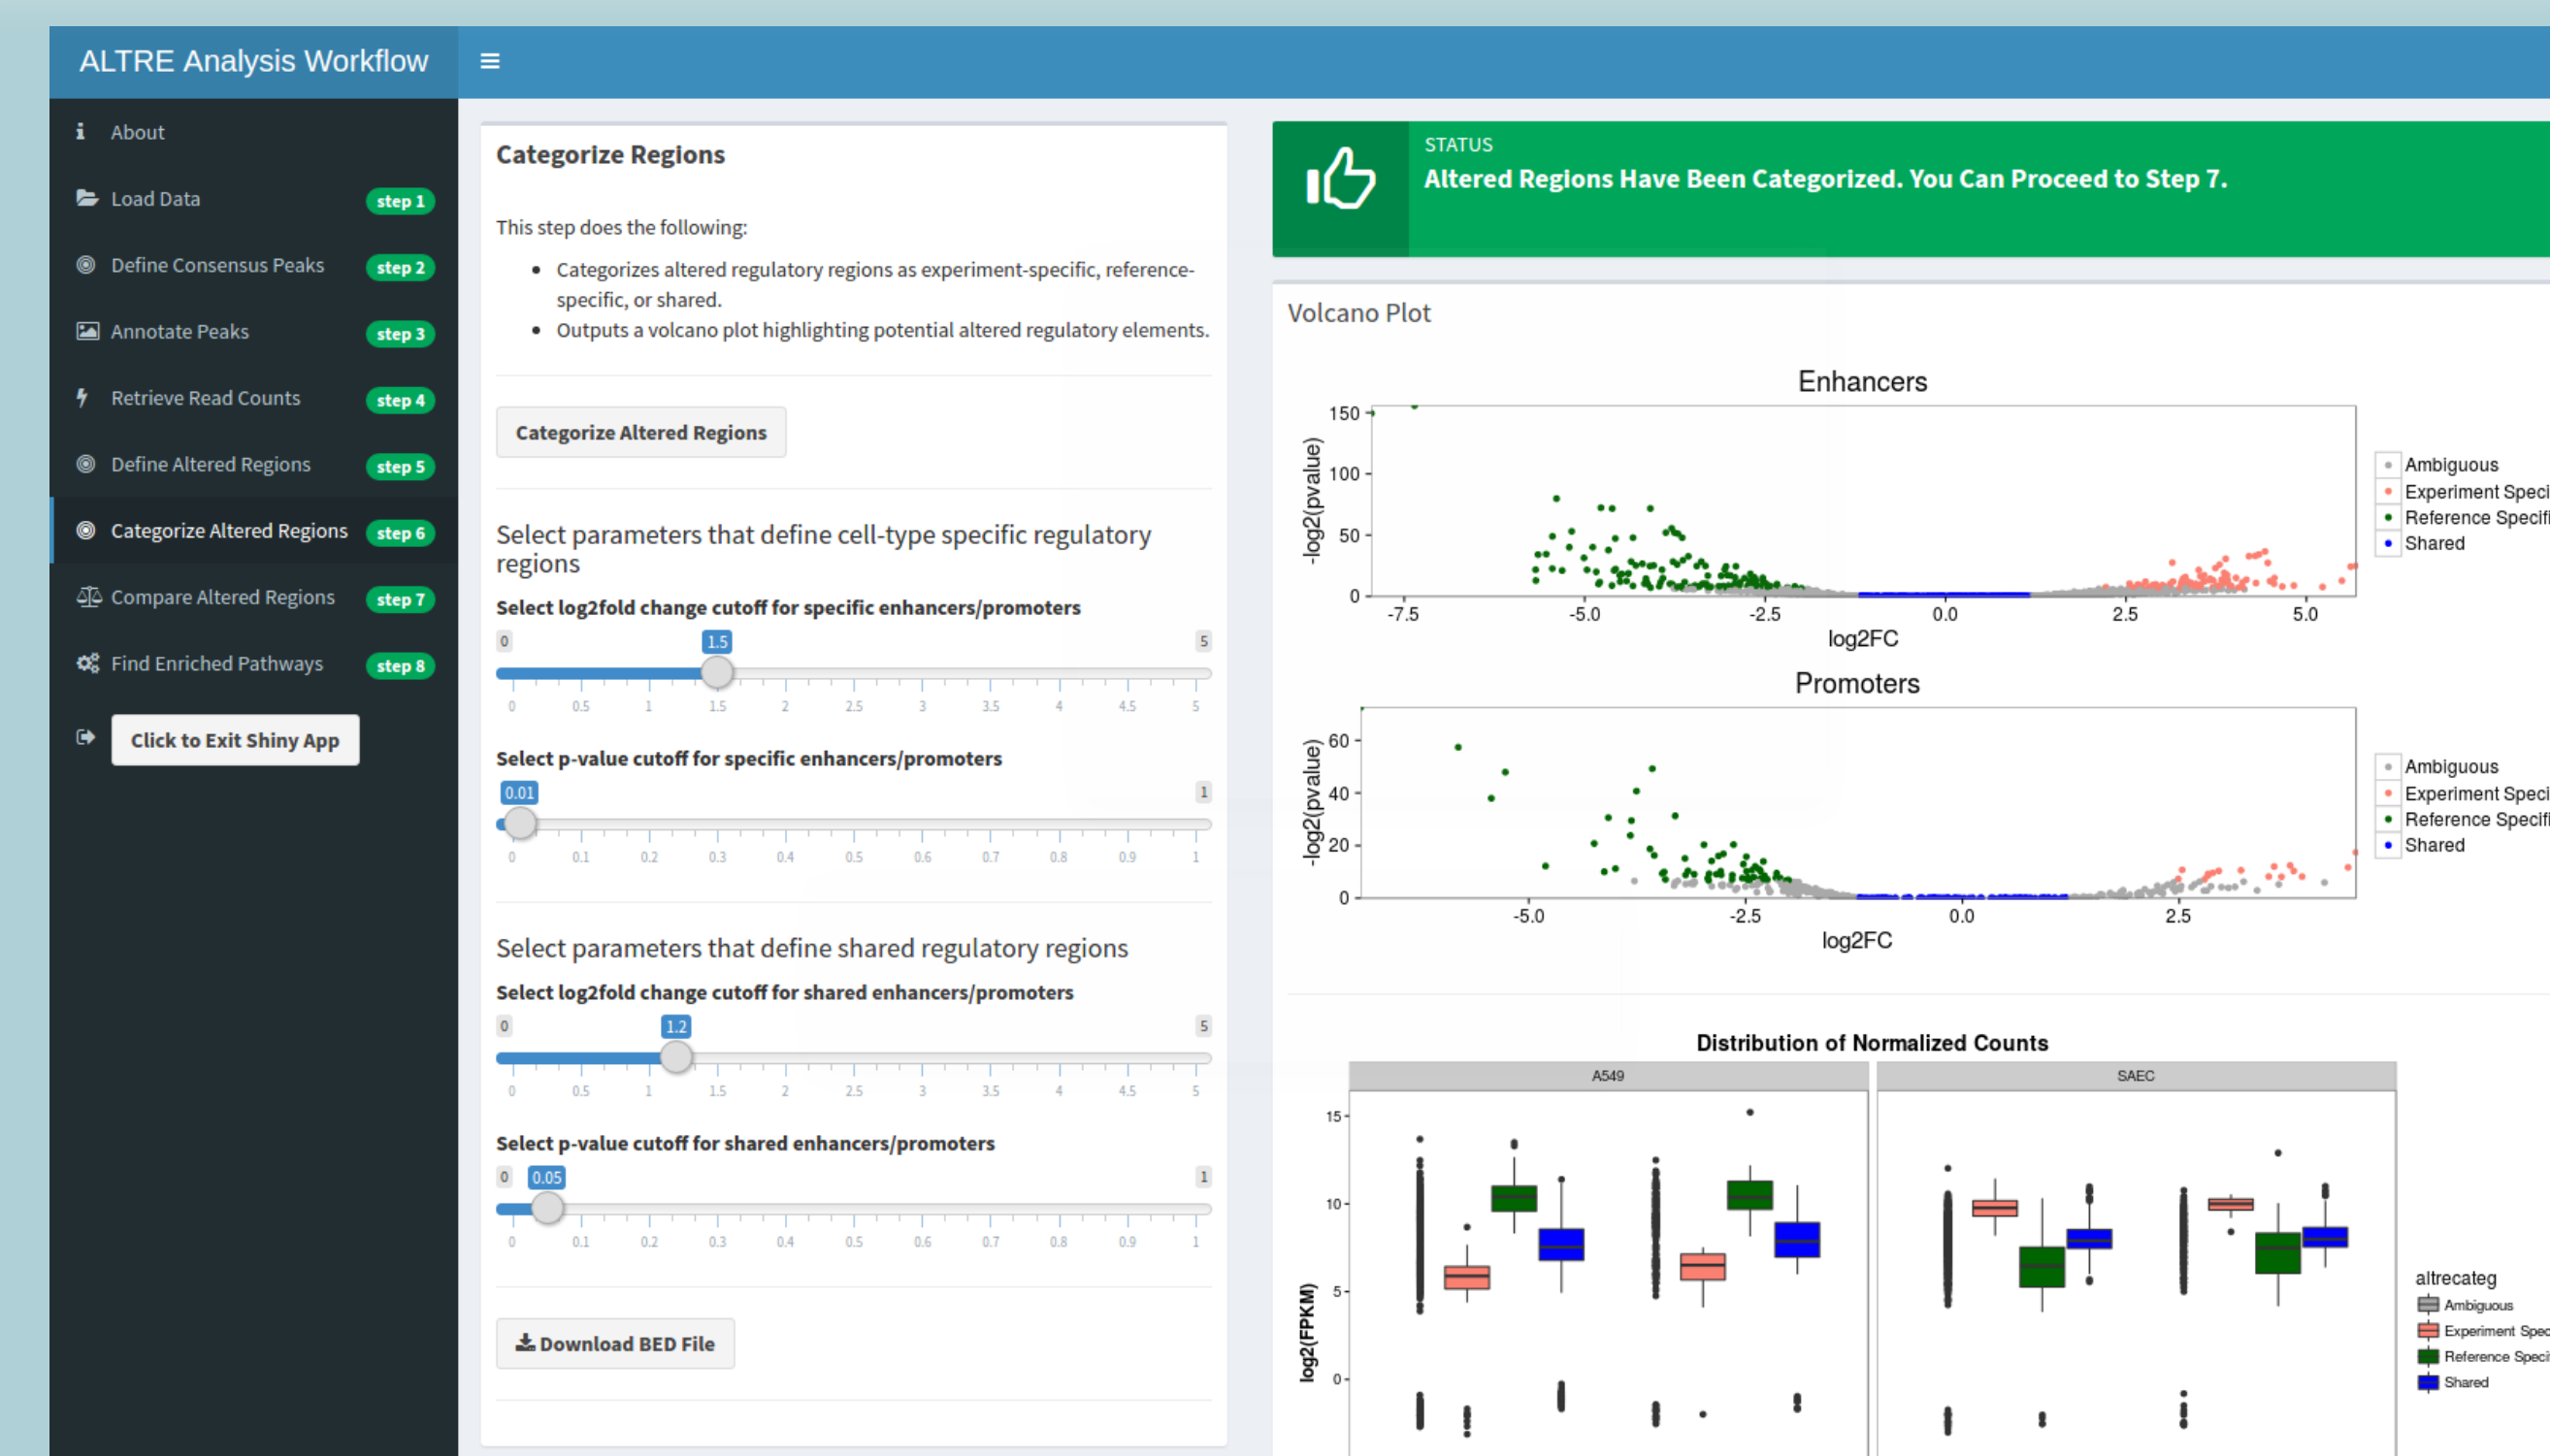 ALTRE Analysis Workflow
About
Load Data step 1
Define Consensus Peaks step 2
Annotate Peaks step 3
Retrieve Read Counts step 4
Define Altered Regions step 5
Categorize Altered Regions step 6
Compare Altered Regions step 7
Find Enriched Pathways step 8
Click to Exit Shiny App
Categorize Regions
This step does the following:
Categorizes altered regulatory regions as experiment-specific, reference-
specific, or shared.
Outputs a volcano plot highlighting potential altered regulatory elements.
Categorize Altered Regions
Select parameters that define cell-type specific regulatory
regions
Select log2fold change cutoff for specific enhancers/promoters
0 1.5 5
0 0.5 1 1.5 2 2.5 3 3.5 4 4.5 5
Select p-value cutoff for specific enhancers/promoters
0.01 1
0 0.1 0.2 0.3 0.4 0.5 0.6 0.7 0.8 0.9 1
Select parameters that define shared regulatory regions
Select log2fold change cutoff for shared enhancers/promoters
0 1.2 5
0 0.5 1 1.5 2 2.5 3 3.5 4 4.5 5
Select p-value cutoff for shared enhancers/promoters
0 0.05 1
0 0.1 0.2 0.3 0.4 0.5 0.6 0.7 0.8 0.9 1
Download BED File
STATUS
Altered Regions Have Been Categorized. You Can Proceed to Step 7.
Volcano Plot
Enhancers
-log2(pvalue)
150
100
50
0
-7.5 -5.0 -2.5 0.0 2.5 5.0
log2FC
Ambiguous
Experiment Speci
Reference Specifi
Shared
Promoters
-log2(pvalue)
60
40
20
0
-5.0 -2.5 0.0 2.5
log2FC
Ambiguous
Experiment Speci
Reference Specifi
Shared
Distribution of Normalized Counts
A549 SAEC
log2(FPKM)
15
10
5
0
altrecateg
Ambiguous
Experiment Spec
Reference Speci
Shared